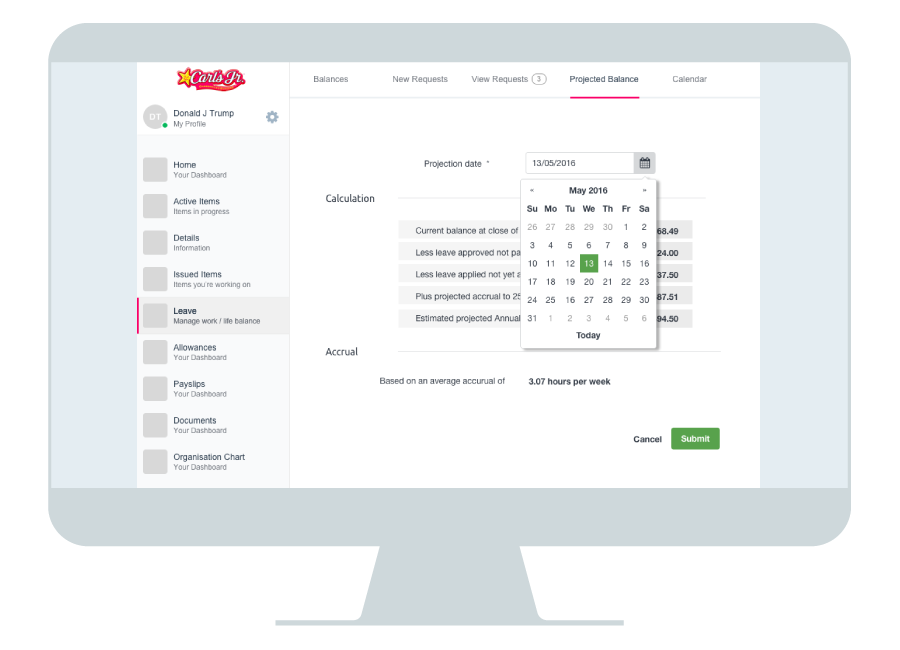 Carl's Jr.
Balances
New Requests
View Requests 3
Projected Balance
Calendar
DT
Donald J Trump
My Profile
Home
Your Dashboard
Active Items
Items in progress
Details
Information
Issued Items
Items you're working on
Leave
Manage work / life balance
Allowances
Your Dashboard
Payslips
Your Dashboard
Documents
Your Dashboard
Organisation Chart
Your Dashboard
Projection date *
13/05/2016
Calculation
Current balance at close of
68.49
Less leave approved not pa
24.00
Less leave applied not yet a
37.50
Plus projected accrual to 25
87.51
Estimated projected Annual
94.50
« May 2016 »
Su Mo Tu We Th Fr Sa
26 27 28 29 30 1 2
3 4 5 6 7 8 9
10 11 12 13 14 15 16
17 18 19 20 21 22 23
24 25 16 27 28 29 30
31 1 2 3 4 5 6
Today
Accrual
Based on an average accurual of 3.07 hours per week
Cancel
Submit